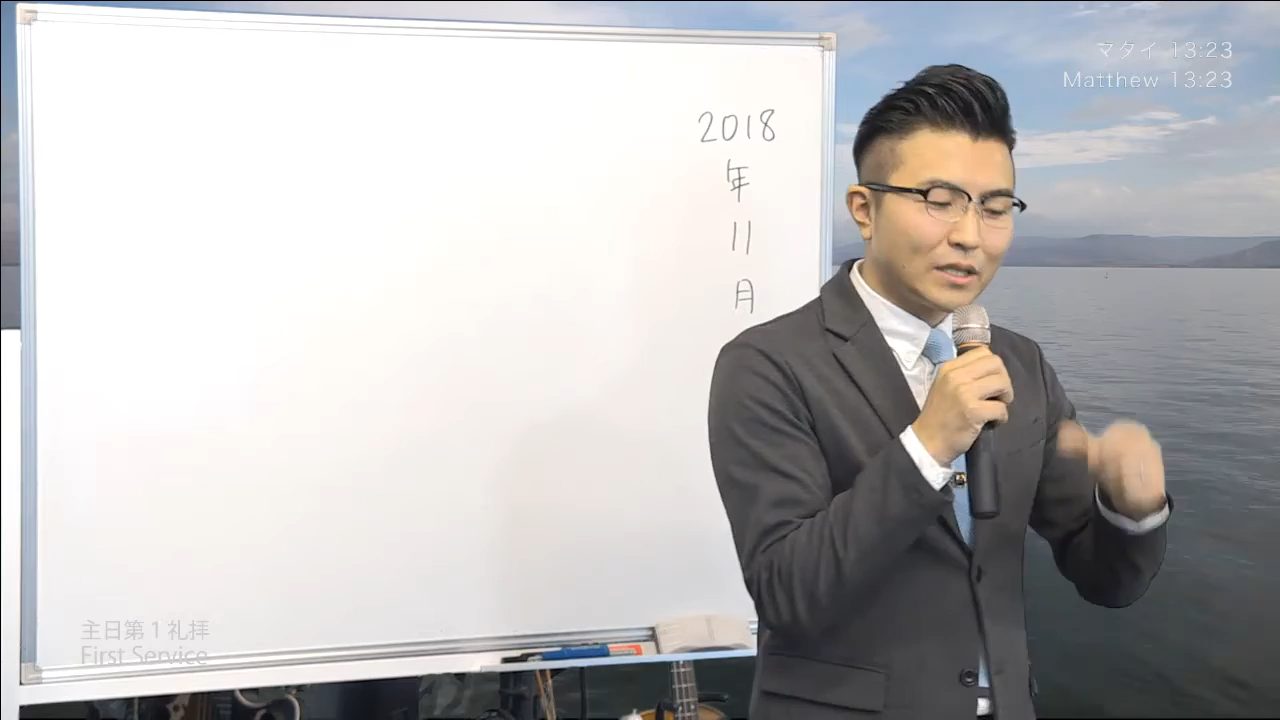 マタイ 13:23
Matthew 13:23
2018
年
11
月
主日第1礼拝
First Service